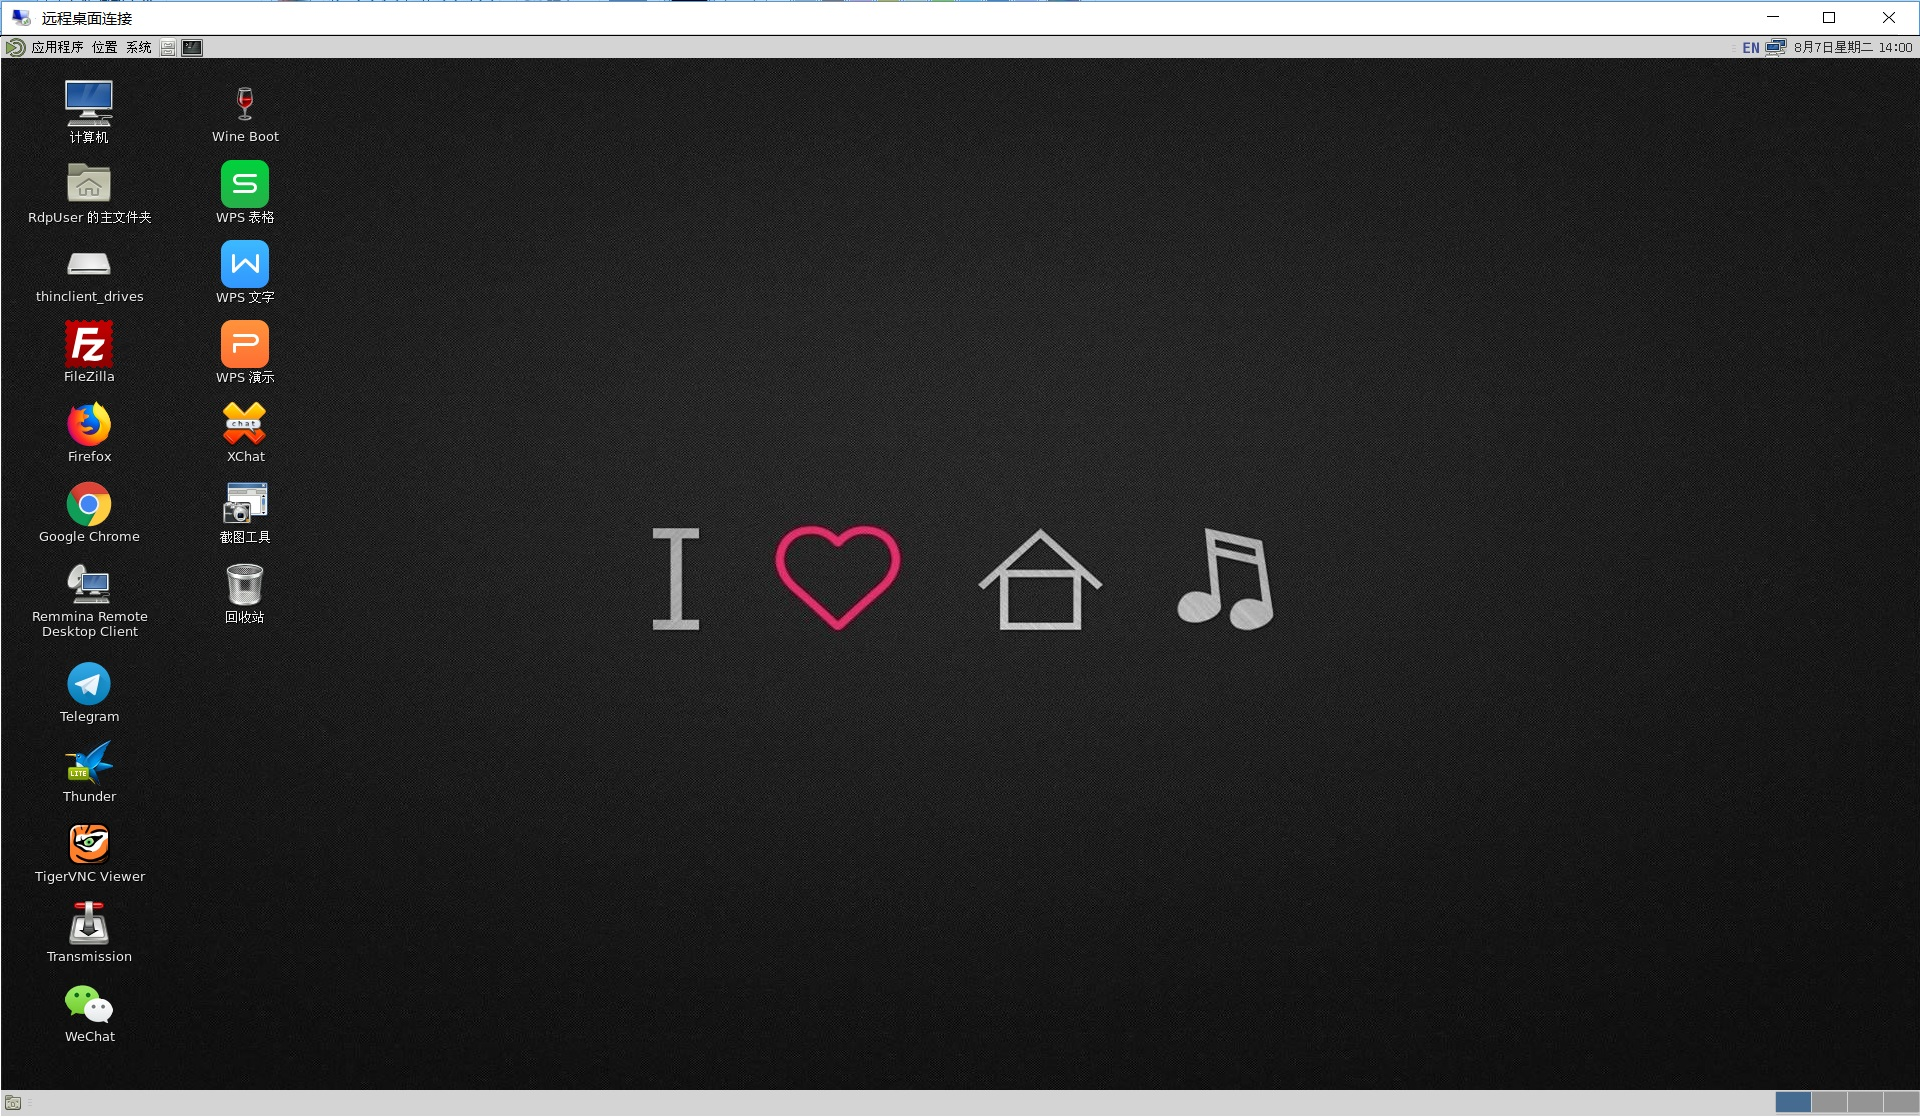 远程桌面连接
应用程序 位置 系统
EN 8月7日星期二 14:00
计算机
RdpUser 的主文件夹
thinclient_drives
FileZilla
Firefox
Google Chrome
Remmina Remote
Desktop Client
Telegram
LITE
Thunder
TigerVNC Viewer
Transmission
WeChat
Wine Boot
WPS 表格
WPS 文字
WPS 演示
chat
XChat
截图工具
回收站
I